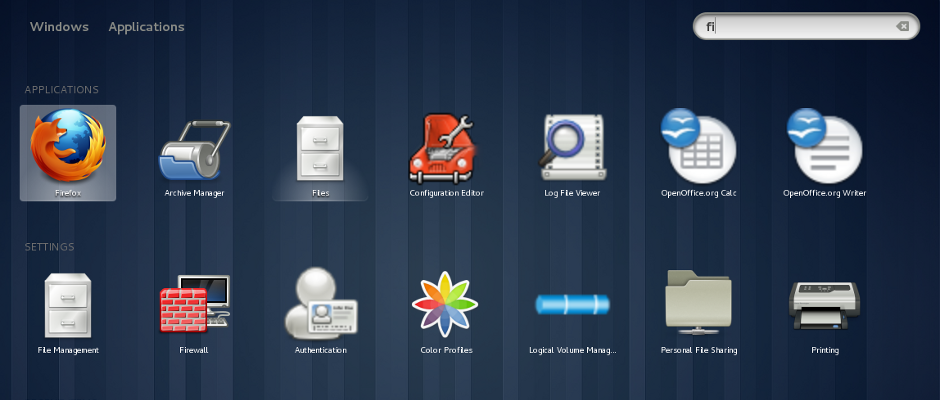 Windows Applications
fi
APPLICATIONS
Firefox
Archive Manager
Files
Configuration Editor
Log File Viewer
OpenOffice.org Calc
OpenOffice.org Writer
SETTINGS
File Management
Firewall
Authentication
Color Profiles
Logical Volume Manag...
Personal File Sharing
Printing